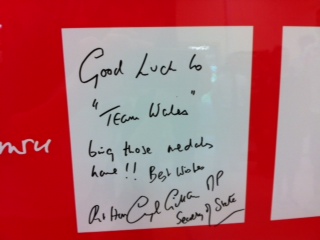 Good Luck to
"Team Wales"
bring those medals
home!! Best Wishes
Rt Hon Cheryl Gillan MP
Secretary of State